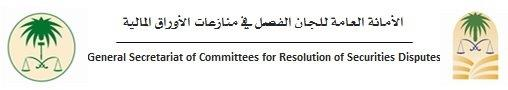 الأمانة العامة للجان الفصل في منازعات الأوراق المالية
General Secretariat of Committees for Resolution of Securities Disputes